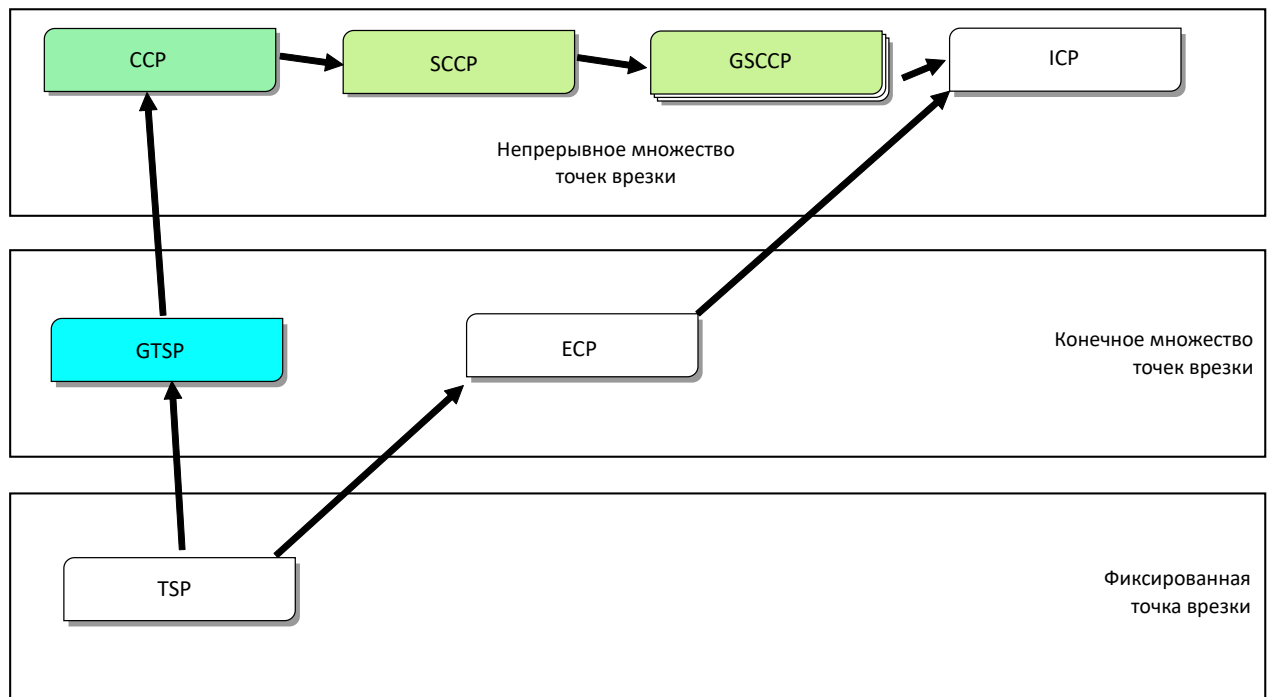 CCP
SCCP
GSCCP
ICP
Непрерывное множество
точек врезки
GTSP
ECP
Конечное множество
точек врезки
TSP
Фиксированная
точка врезки